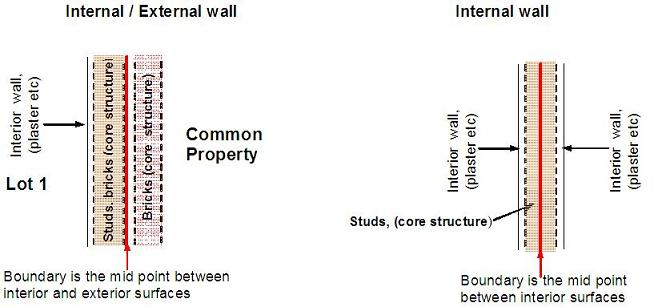 Internal / External wall
Interior wall,
(plaster etc)
Studs, bricks (core structure)
Bricks (core, structure)
Common
Property
Lot 1
Boundary is the mid point between
interior and exterior surfaces
Internal wall
Interior wall,
(plaster etc)
Interior wall,
(plaster etc)
Studs, (core structure)
Boundary is the mid point
between interior surfaces